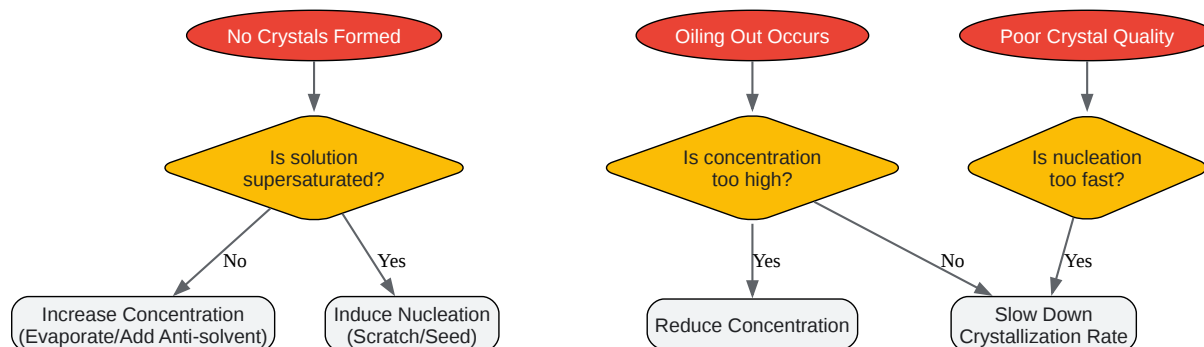 No Crystals Formed
Oiling Out Occurs
Poor Crystal Quality
Is solution
supersaturated?
Is concentration
too high?
Is nucleation
too fast?
No
Yes
Yes
No
Yes
Increase Concentration
(Evaporate/Add Anti-solvent)
Induce Nucleation
(Scratch/Seed)
Reduce Concentration
Slow Down
Crystallization Rate